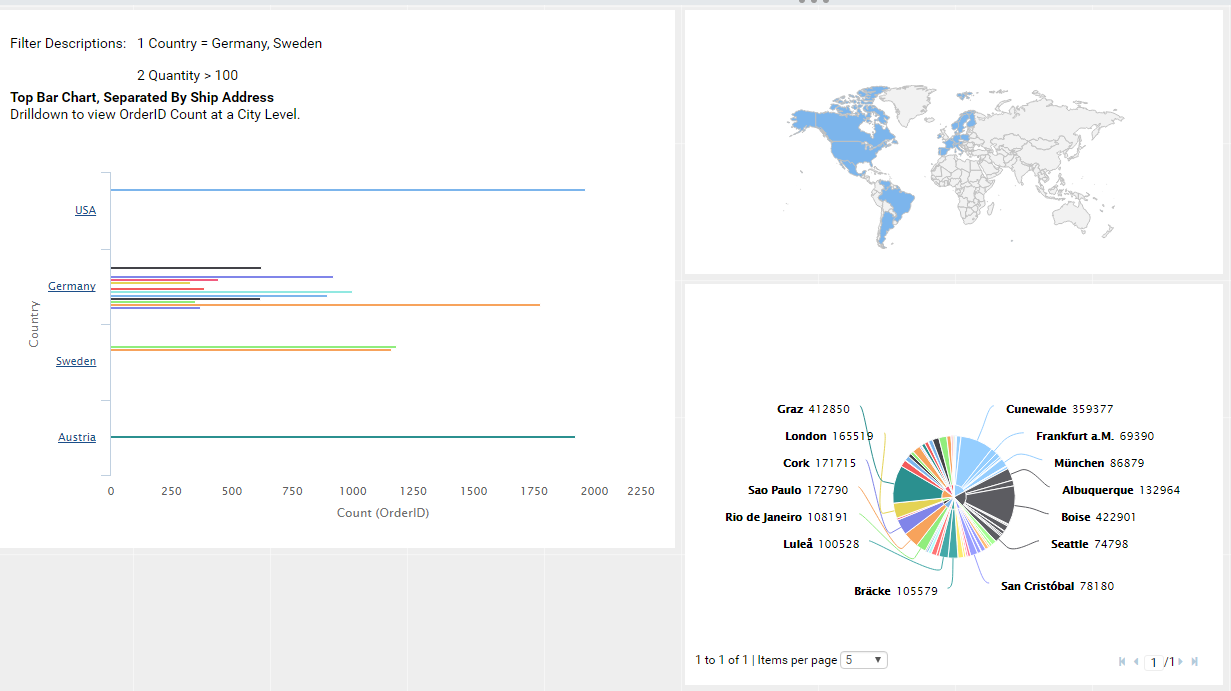 Filter Descriptions: 1 Country = Germany, Sweden
2 Quantity > 100
Top Bar Chart, Separated By Ship Address
Drilldown to view OrderID Count at a City Level.
USA
Germany
Sweden
Austria
Country
0 250 500 750 1000 1250 1500 1750 2000 2250
Count (OrderID)
Graz 412850
London 165519
Cork 171715
Sao Paulo 172790
Rio de Janeiro 108191
Luleå 100528
Bräcke 105579
Cunewalde 359377
Frankfurt a.M. 69390
München 86879
Albuquerque 132964
Boise 422901
Seattle 74798
San Cristóbal 78180
1 to 1 of 1 | Items per page 5
1 /1